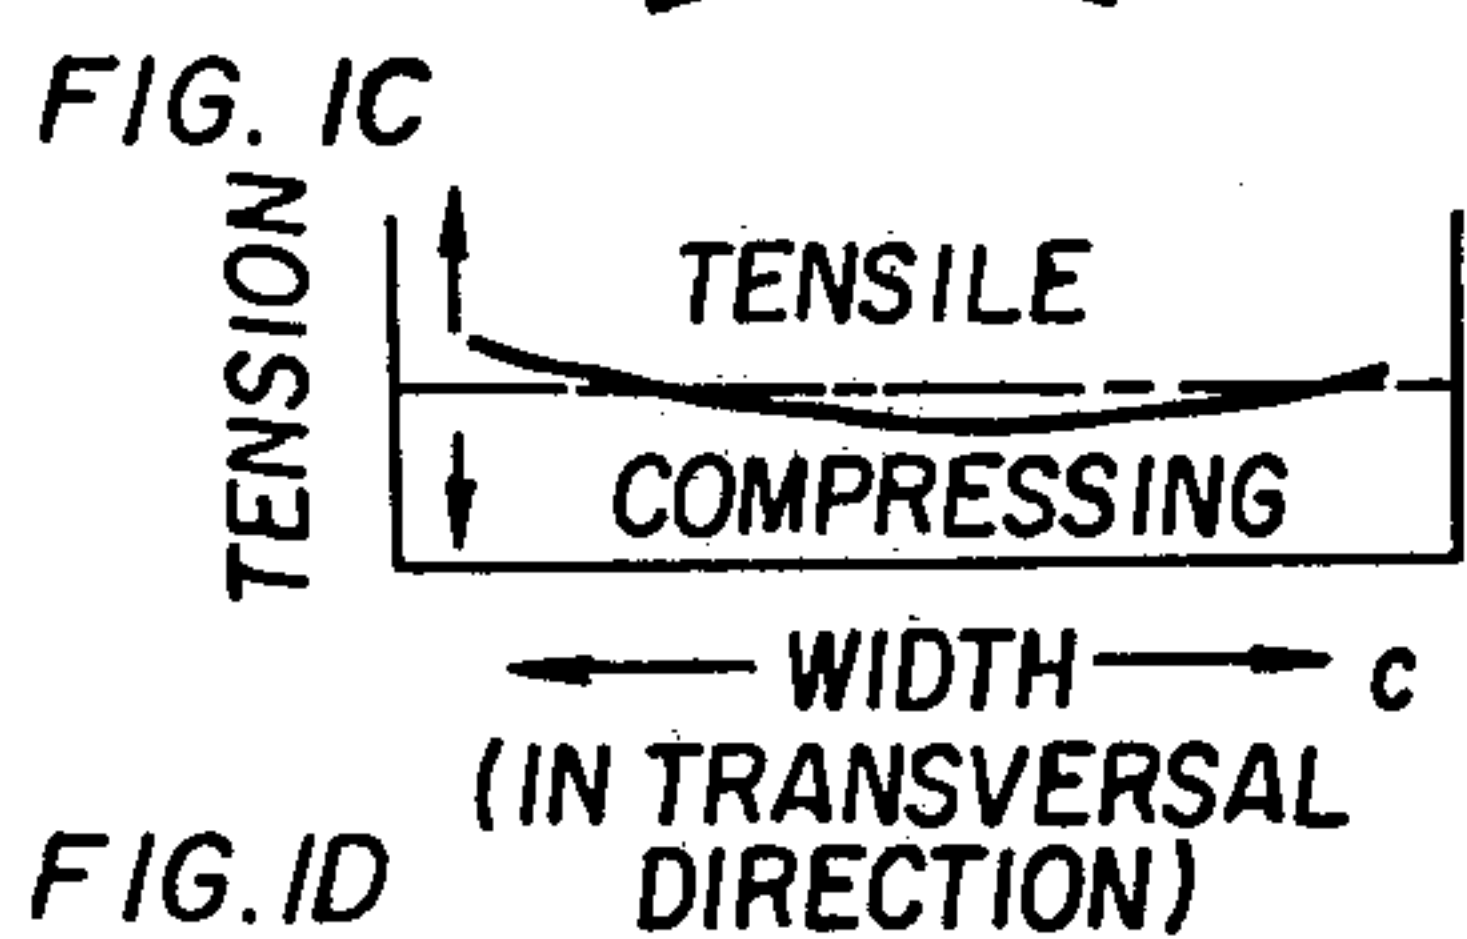 FIG. 1C
TENSION
TENSILE
COMPRESSING
WIDTH C
(IN TRANSVERSAL
DIRECTION)
FIG. 1D